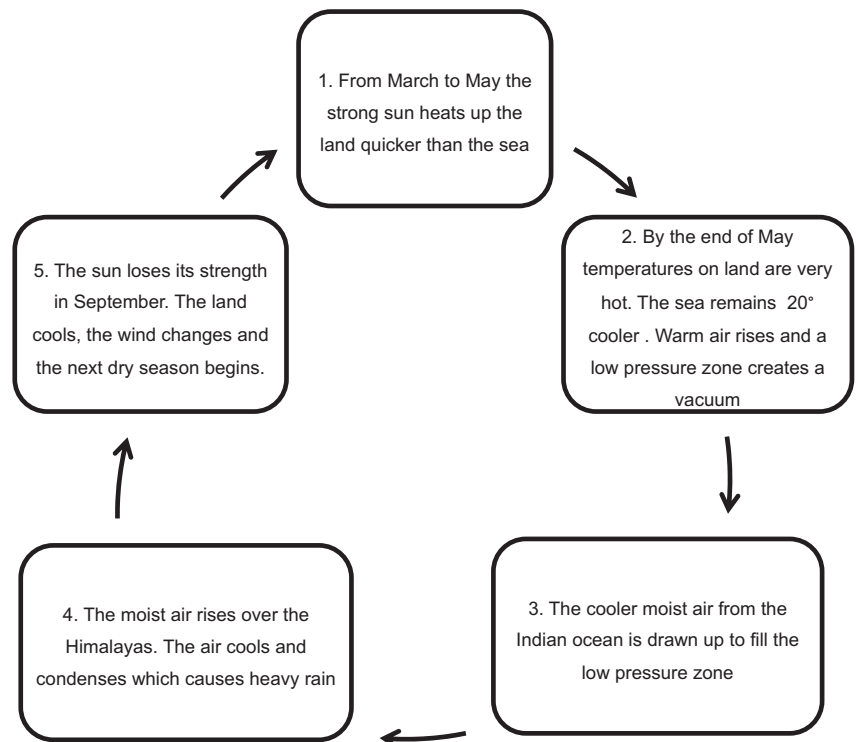 1. From March to May the
strong sun heats up the
land quicker than the sea
2. By the end of May
temperatures on land are very
hot. The sea remains 20°
cooler . Warm air rises and a
low pressure zone creates a
vacuum
3. The cooler moist air from the
Indian ocean is drawn up to fill the
low pressure zone
4. The moist air rises over the
Himalayas. The air cools and
condenses which causes heavy rain
5. The sun loses its strength
in September. The land
cools, the wind changes and
the next dry season begins.